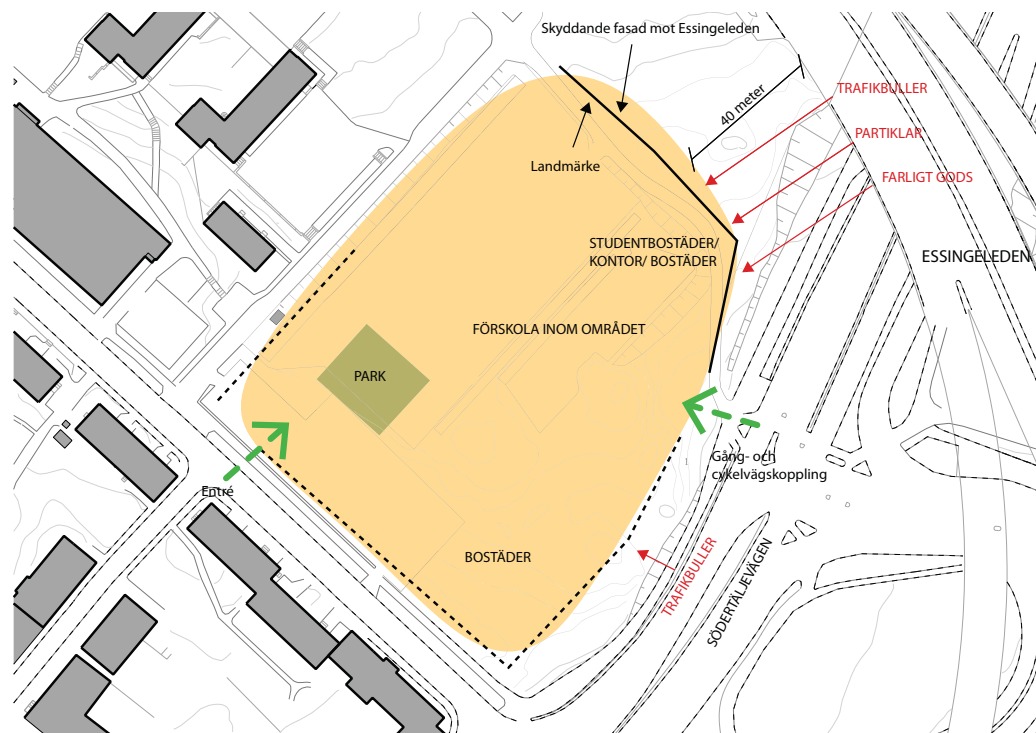 Skyddande fasad mot Essingeleden
40 meter
TRAFIKBULLER
PARTIKLAR
FARLIGT GODS
Landmärke
STUDENTBOSTÄDER/
KONTOR/ BOSTÄDER
ESSINGELEDEN
FÖRSKOLA INOM OMRÅDET
PARK
Gång- och
cykelvägskoppling
Entré
BOSTÄDER
TRAFIKBULLER
SÖDERTÄLJEVÄGEN